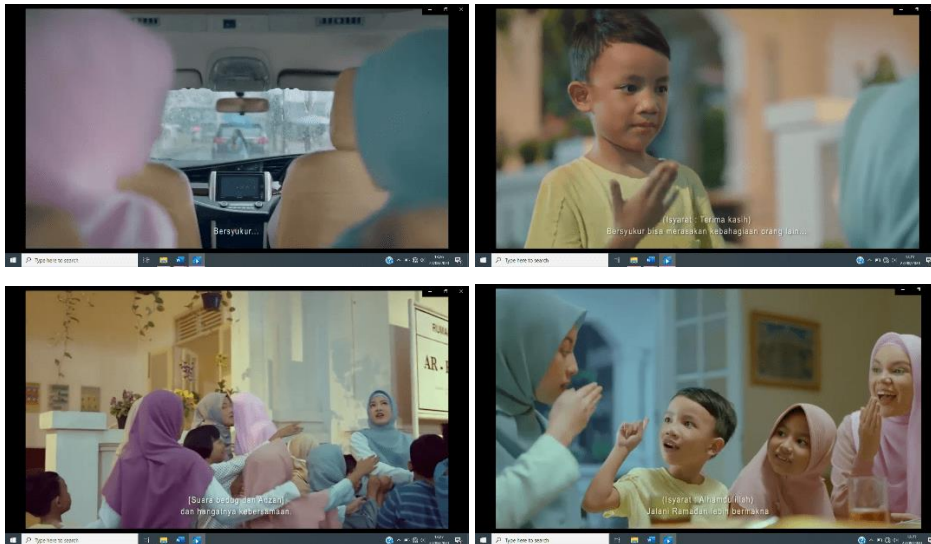 Bersyukur...
Type here to search
(Isyarat : Terima kasih)
Bersyukur bisa merasakan kebahagiaan orang lain...
Type here to search
RUMA
AR -
[Suara bedug dan Adzan]
dan hangatnya kebersamaan.
Type here to search
(Isyarat : Alhamdulillah)
Jalani Ramadan lebih bermakna
Type here to search